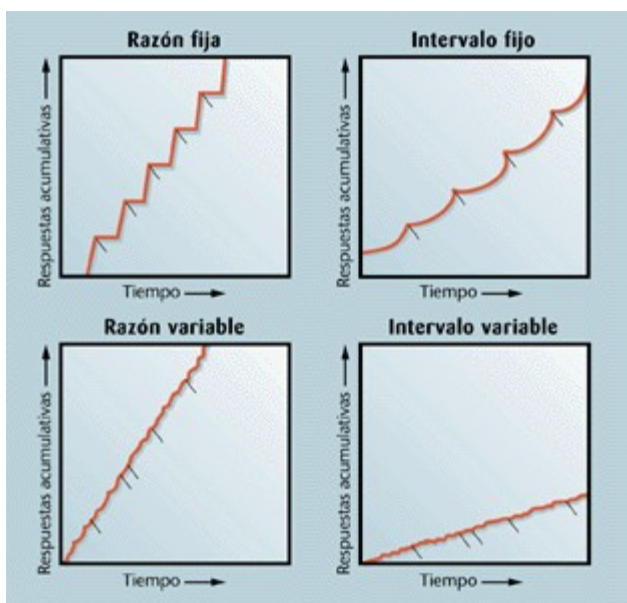 Razón fija
Respuestas acumulativas
Tiempo
Intervalo fijo
Respuestas acumulativas
Tiempo
Razón variable
Respuestas acumulativas
Tiempo
Intervalo variable
Respuestas acumulativas
Tiempo